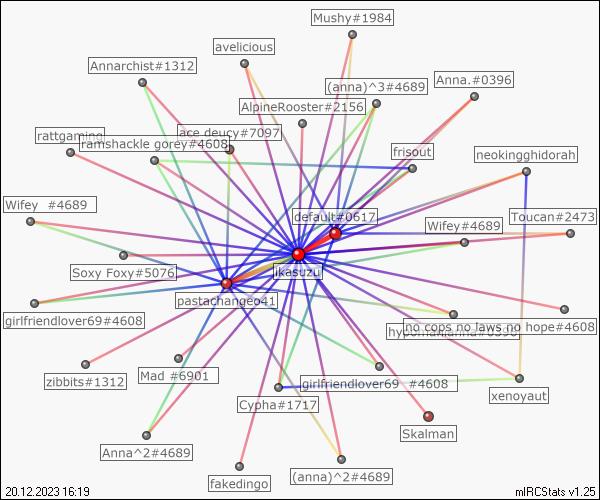 Mushy#1984
avelicious
Annarchist#1312
(anna)^3#4689
Anna.#0396
AlpineRooster#2156
ace deucy#7097
rattgaming
ramshackle gorey#4608
frisout
neokingghidorah
Wifey #4689
default#0617
Toucan#2473
Wifey#4689
Soxy Foxy#5076
ikasuzu
pastachangeo41
girlfriendlover69#4608
no cops no laws no hope#4608
zibbits#1312
Mad #6901
girlfriendlover69 #4608
xenoyaut
Cypha#1717
Skalman
Anna^2#4689
(anna)^2#4689
fakedingo
20.12.2023 16:19
mIRCStats v1.25